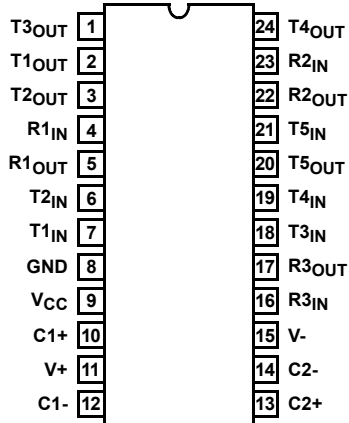 T3OUT 1 24 T4OUT
T1OUT 2 23 R2IN
T2OUT 3 22 R2OUT
R1IN 4 21 T5IN
R1OUT 5 20 T5OUT
T2IN 6 19 T4IN
T1IN 7 18 T3IN
GND 8 17 R3OUT
VCC 9 16 R3IN
C1+ 10 15 V-
V+ 11 14 C2-
C1- 12 13 C2+